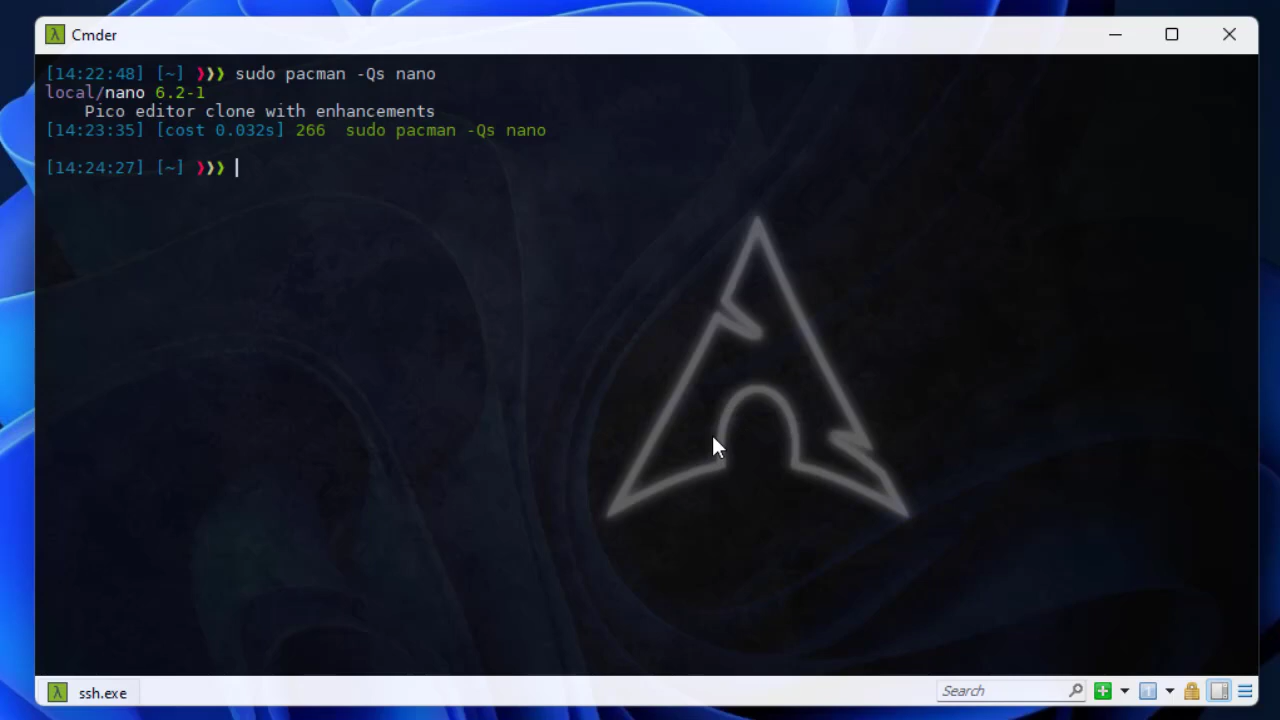 Cmder
[14:22:48] [~] ❯❯❯ sudo pacman -Qs nano
local/nano 6.2-1
    Pico editor clone with enhancements
[14:23:35] [cost 0.032s] 266  sudo pacman -Qs nano
[14:24:27] [~] ❯❯❯
ssh.exe
Search